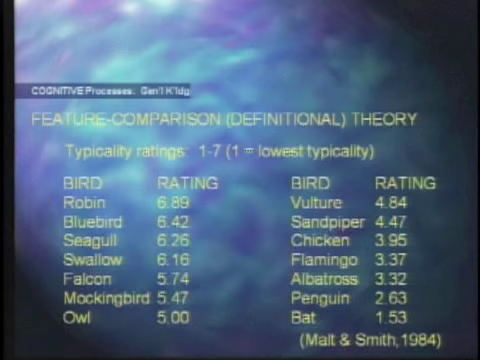 COGNITIVE Processes: Gen'l K'ldg
FEATURE-COMPARISON (DEFINITIONAL) THEORY
Typicality ratings: 1-7 (1 = lowest typicality)
BIRD RATING BIRD RATING
Robin 6.89 Vulture 4.84
Bluebird 6.42 Sandpiper 4.47
Seagull 6.26 Chicken 3.95
Swallow 6.16 Flamingo 3.37
Falcon 5.74 Albatross 3.32
Mockingbird 5.47 Penguin 2.63
Owl 5.00 Bat 1.53
(Malt & Smith,1984)